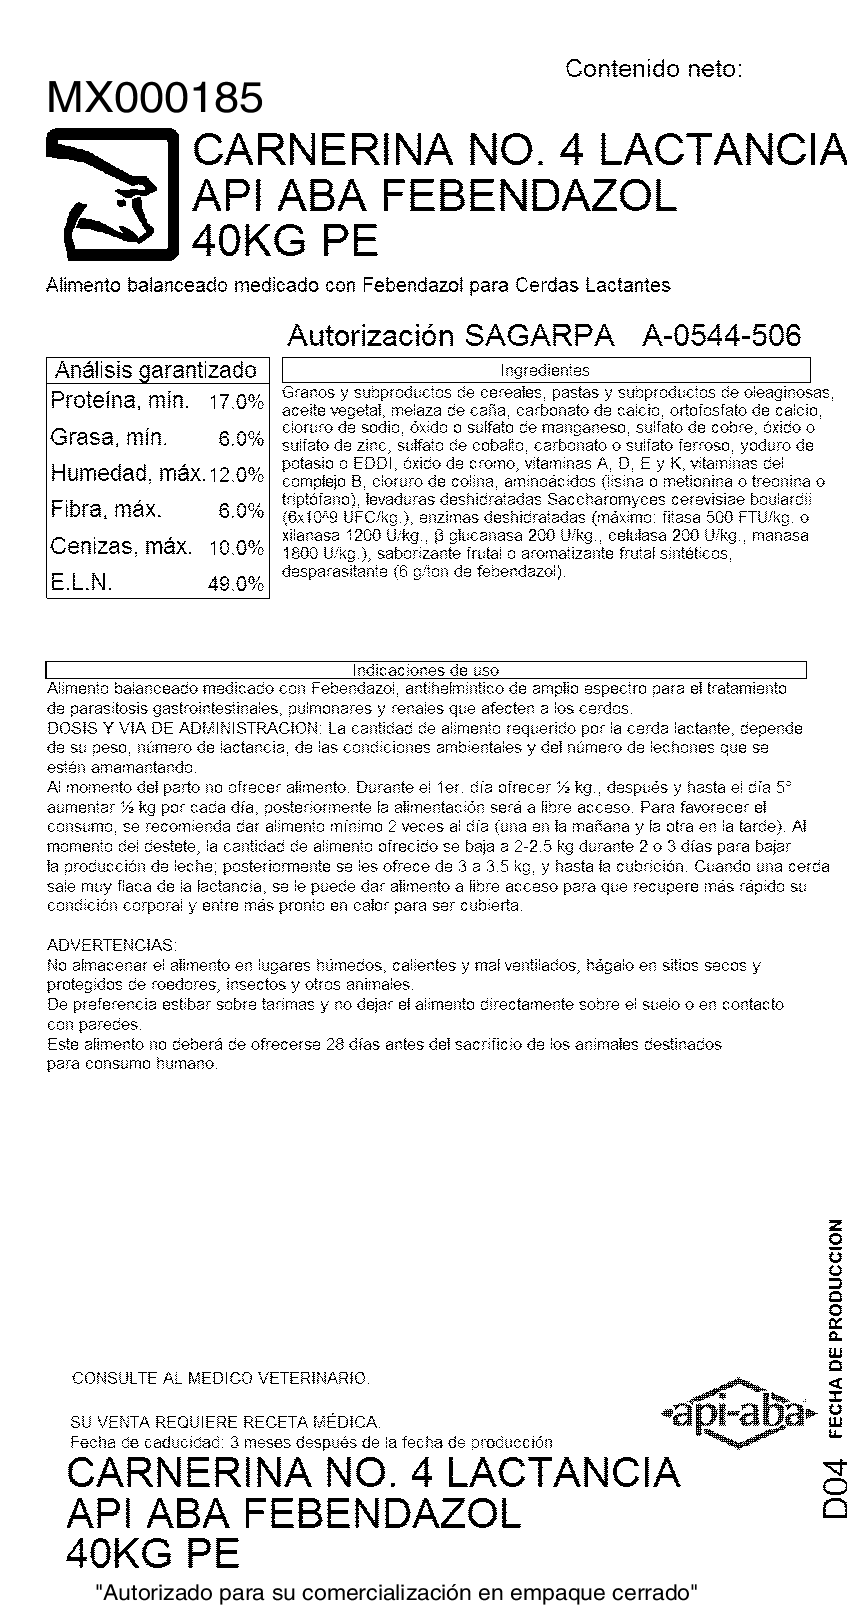 Contenido neto:
MX000185
CARNERINA NO. 4 LACTANCIA
API ABA FEBENDAZOL
40KG PE
Alimento balanceado medicado con Febendazol para Cerdas Lactantes
Autorización SAGARPA A-0544-506
Análisis garantizado
Proteína, mín. 17.0%
Grasa, mín. 6.0%
Humedad, máx. 12.0%
Fibra, máx. 6.0%
Cenizas, máx. 10.0%
E.L.N. 49.0%
Ingredientes
Granos y subproductos de cereales, pastas y subproductos de oleaginosas,
aceite vegetal, melaza de caña, carbonato de calcio, ortofosfato de calcio,
cloruro de sodio, óxido o sulfato de manganeso, sulfato de cobre, óxido o
sulfato de zinc, sulfato de cobalto, carbonato o sulfato ferroso, yoduro de
potasio o EDDI, óxido de cromo, vitaminas A, D, E y K, vitaminas del
complejo B, cloruro de colina, aminoácidos (lisina o metionina o treonina o
triptófano), levaduras deshidratadas Saccharomyces cerevisiae boulardii
(6x10^9 UFC/kg.), enzimas deshidratadas (máximo: fitasa 500 FTU/kg. o
xilanasa 1200 U/kg., β glucanasa 200 U/kg., celulasa 200 U/kg., manasa
1800 U/kg.), saborizante frutal o aromatizante frutal sintéticos,
desparasitante (6 g/ton de febendazol).
Indicaciones de uso
Alimento balanceado medicado con Febendazol, antihelmíntico de amplio espectro para el tratamiento
de parasitosis gastrointestinales, pulmonares y renales que afecten a los cerdos.
DOSIS Y VIA DE ADMINISTRACION: La cantidad de alimento requerido por la cerda lactante, depende
de su peso, número de lactancia, de las condiciones ambientales y del número de lechones que se
estén amamantando.
Al momento del parto no ofrecer alimento. Durante el 1er. día ofrecer ½ kg., después y hasta el día 5°
aumentar ½ kg por cada día, posteriormente la alimentación será a libre acceso. Para favorecer el
consumo, se recomienda dar alimento mínimo 2 veces al día (una en la mañana y la otra en la tarde). Al
momento del destete, la cantidad de alimento ofrecido se baja a 2-2.5 kg durante 2 o 3 días para bajar
la producción de leche; posteriormente se les ofrece de 3 a 3.5 kg, y hasta la cubrición. Cuando una cerda
sale muy flaca de la lactancia, se le puede dar alimento a libre acceso para que recupere más rápido su
condición corporal y entre más pronto en calor para ser cubierta.
ADVERTENCIAS:
No almacenar el alimento en lugares húmedos, calientes y mal ventilados, hágalo en sitios secos y
protegidos de roedores, insectos y otros animales.
De preferencia estibar sobre tarimas y no dejar el alimento directamente sobre el suelo o en contacto
con paredes.
Este alimento no deberá de ofrecerse 28 días antes del sacrificio de los animales destinados
para consumo humano.
FECHA DE PRODUCCION
D04
CONSULTE AL MEDICO VETERINARIO.
api-aba
SU VENTA REQUIERE RECETA MÉDICA.
Fecha de caducidad: 3 meses después de la fecha de producción
CARNERINA NO. 4 LACTANCIA
API ABA FEBENDAZOL
40KG PE
"Autorizado para su comercialización en empaque cerrado"